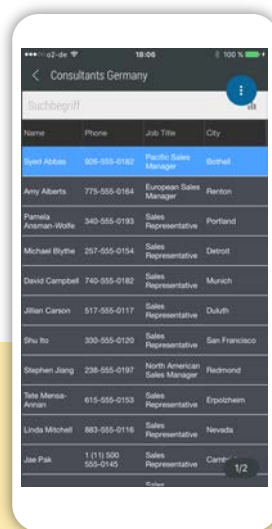 o2-de 18:06 100 %
Consultants Germany
Suchbegriff
Name Phone Job Title City
Syed Abbas 926-555-0182 Pacific Sales Manager Bothell
Amy Alberts 775-555-0164 European Sales Manager Renton
Pamela Ansman-Wolfe 340-555-0193 Sales Representative Portland
Michael Blythe 257-555-0154 Sales Representative Detroit
David Campbell 740-555-0182 Sales Representative Munich
Jillian Carson 517-555-0117 Sales Representative Duluth
Shu Ito 330-555-0120 Sales Representative San Francisco
Stephen Jiang 238-555-0197 North American Sales Manager Redmond
Tete Mensa-Annan 615-555-0153 Sales Representative Erpolzheim
Linda Mitchell 883-555-0116 Sales Representative Nevada
Jae Pak 1 (11) 500 555-0145 Sales Representative
1/2
Sales